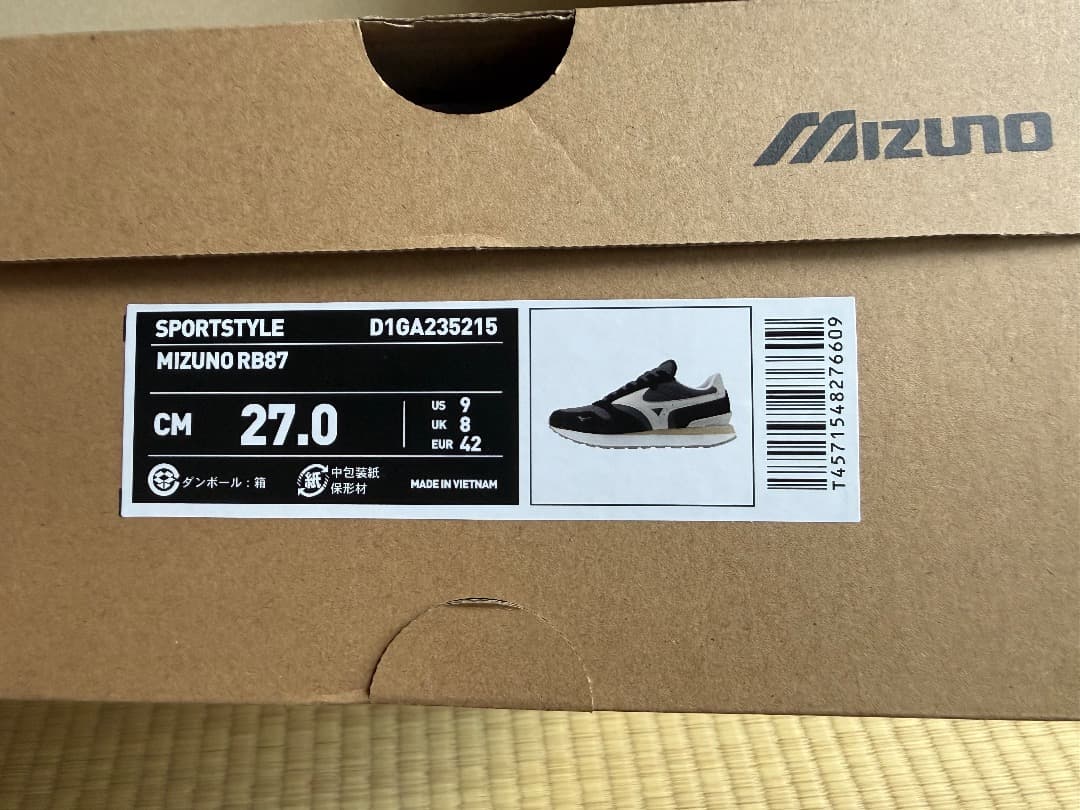 MIZUNO
SPORTSTYLE D1GA235215
MIZUNO RB87
CM 27.0
US 9
UK 8
EUR 42
ダンボール：箱
紙
中包装紙
保形材
MADE IN VIETNAM
T4571548276609